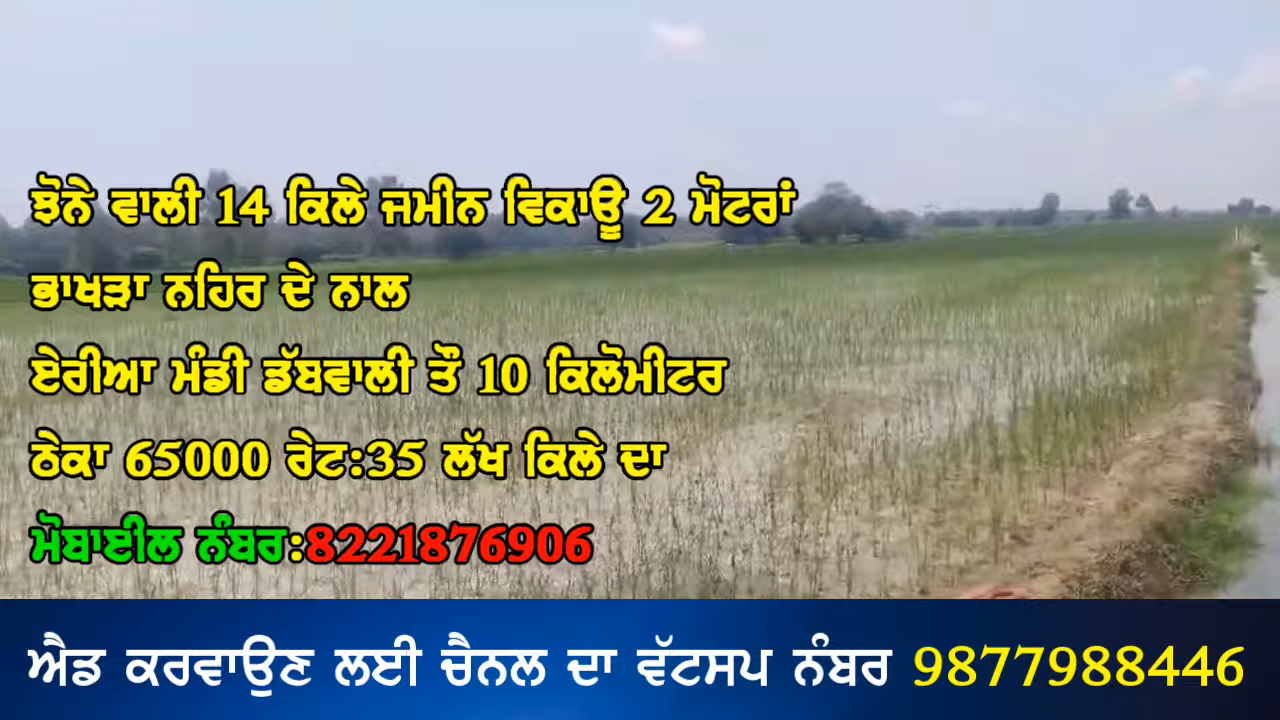 ਝੋਨੇ ਵਾਲੀ 14 ਕਿਲੇ ਜਮੀਨ ਵਿਕਾਊ 2 ਮੋਟਰਾਂ
ਭਾਖੜਾ ਨਹਿਰ ਦੇ ਨਾਲ
ਏਰੀਆ ਮੰਡੀ ਡੱਬਵਾਲੀ ਤੌ 10 ਕਿਲੋਮੀਟਰ
ਠੇਕਾ 65000 ਰੇਟ:35 ਲੱਖ ਕਿਲੇ ਦਾ
ਮੋਬਾਈਲ ਨੰਬਰ:8221876906
ਐਡ ਕਰਵਾਉਣ ਲਈ ਚੈਨਲ ਦਾ ਵੱਟਸਪ ਨੰਬਰ 9877988446